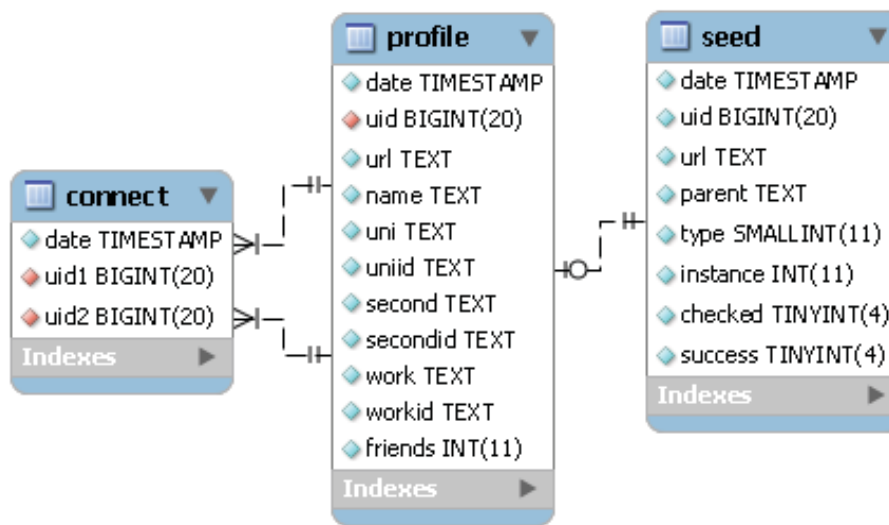 connect
date TIMESTAMP
uid1 BIGINT(20)
uid2 BIGINT(20)
Indexes
profile
date TIMESTAMP
uid BIGINT(20)
url TEXT
name TEXT
uni TEXT
uniid TEXT
second TEXT
secondid TEXT
work TEXT
workid TEXT
friends INT(11)
Indexes
seed
date TIMESTAMP
uid BIGINT(20)
url TEXT
parent TEXT
type SMALLINT(11)
instance INT(11)
checked TINYINT(4)
success TINYINT(4)
Indexes